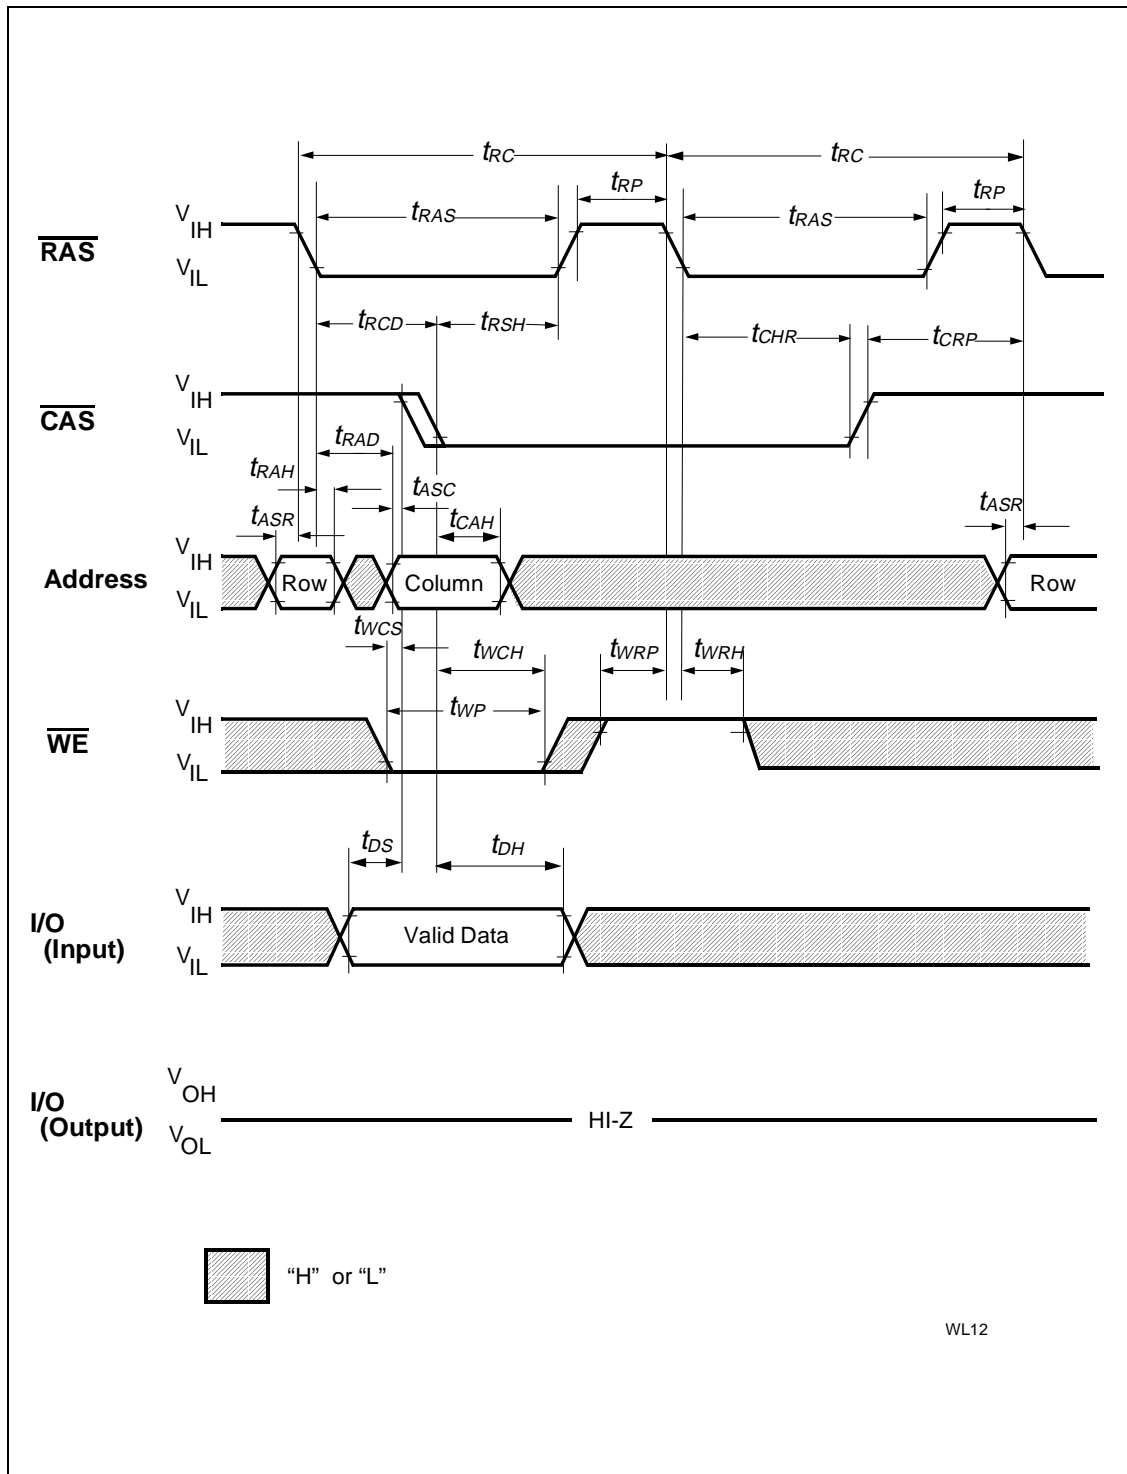 tRC tRC
tRP tRP
tRAS tRAS
VIH
RAS
VIL
tRCD tRSH
tCHR tCRP
VIH
CAS
VIL
tRAD
tRAH tASC
tASR tCAH tASR
VIH
Address Row Column Row
VIL
tWCS
tWCH tWRP tWRH
tWP
VIH
WE
VIL
tDS tDH
VIH
I/O
(Input) Valid Data
VIL
VOH
I/O
(Output) HI-Z
VOL
“H” or “L”
WL12